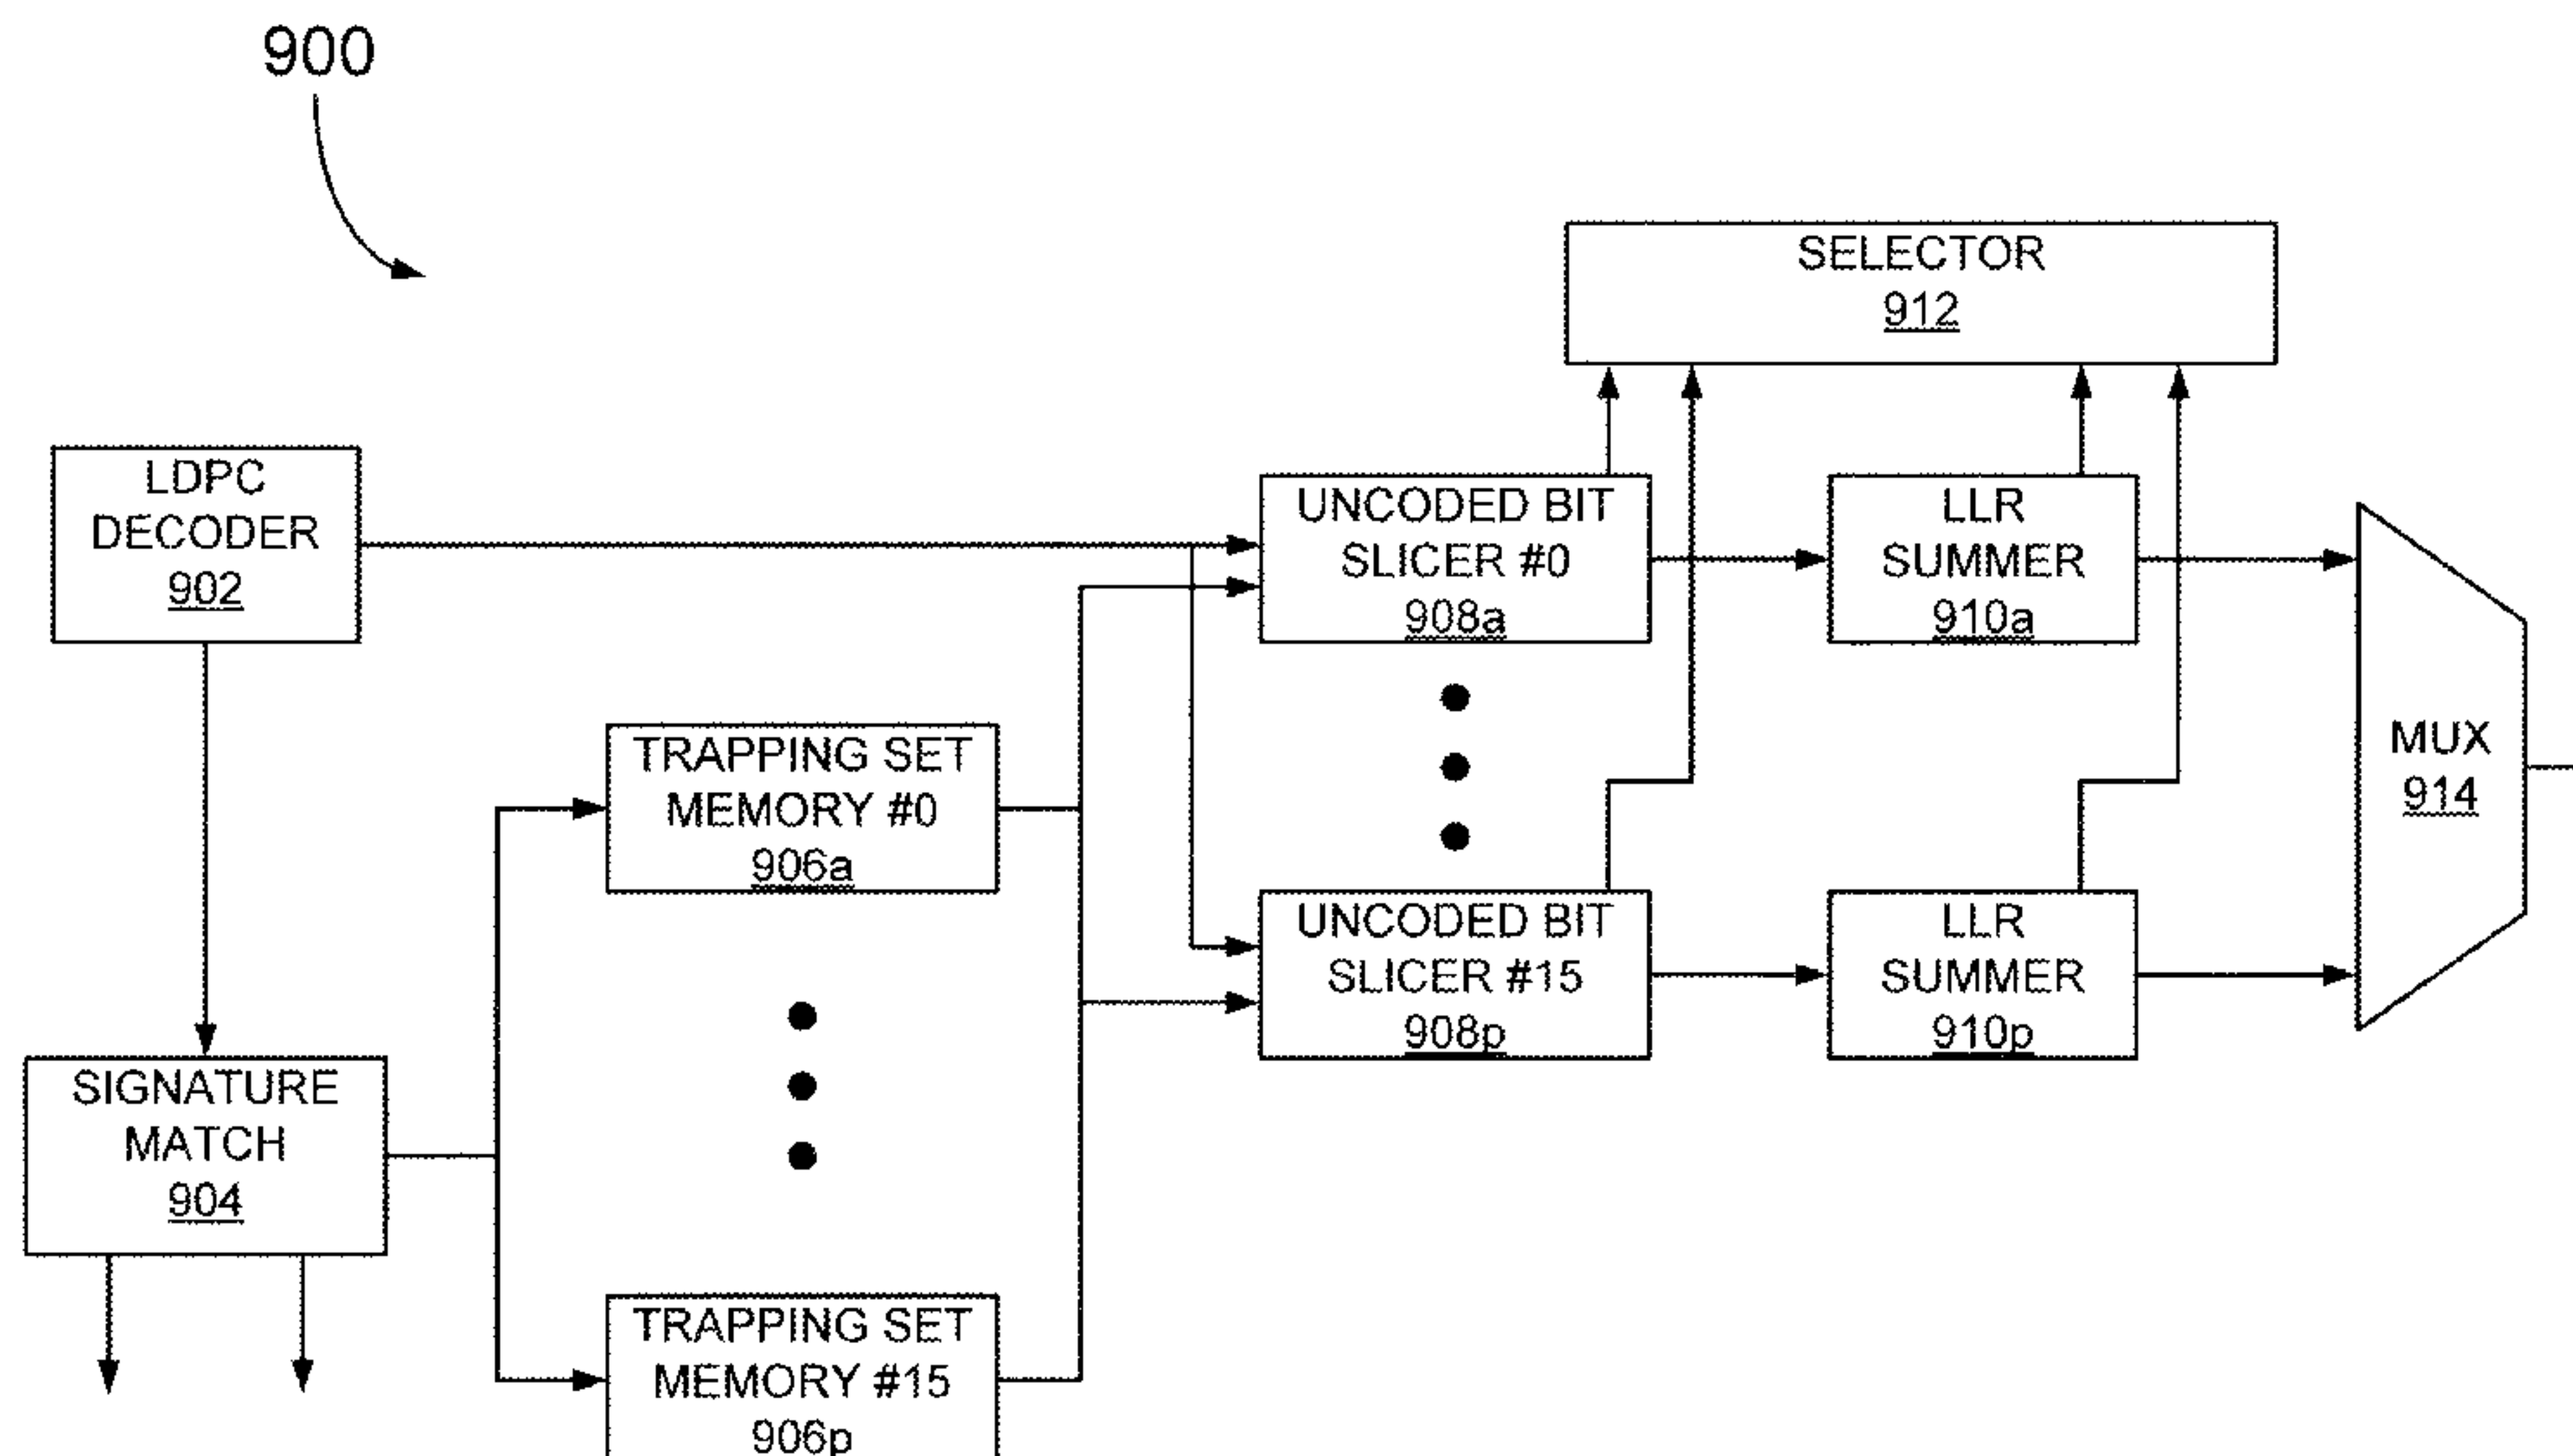 900
SELECTOR
912
LDPC
DECODER
902
UNCODED BIT
SLICER #0
908a
LLR
SUMMER
910a
TRAPPING SET
MEMORY #0
906a
MUX
914
UNCODED BIT
SLICER #15
908p
LLR
SUMMER
910p
SIGNATURE
MATCH
904
TRAPPING SET
MEMORY #15
906p